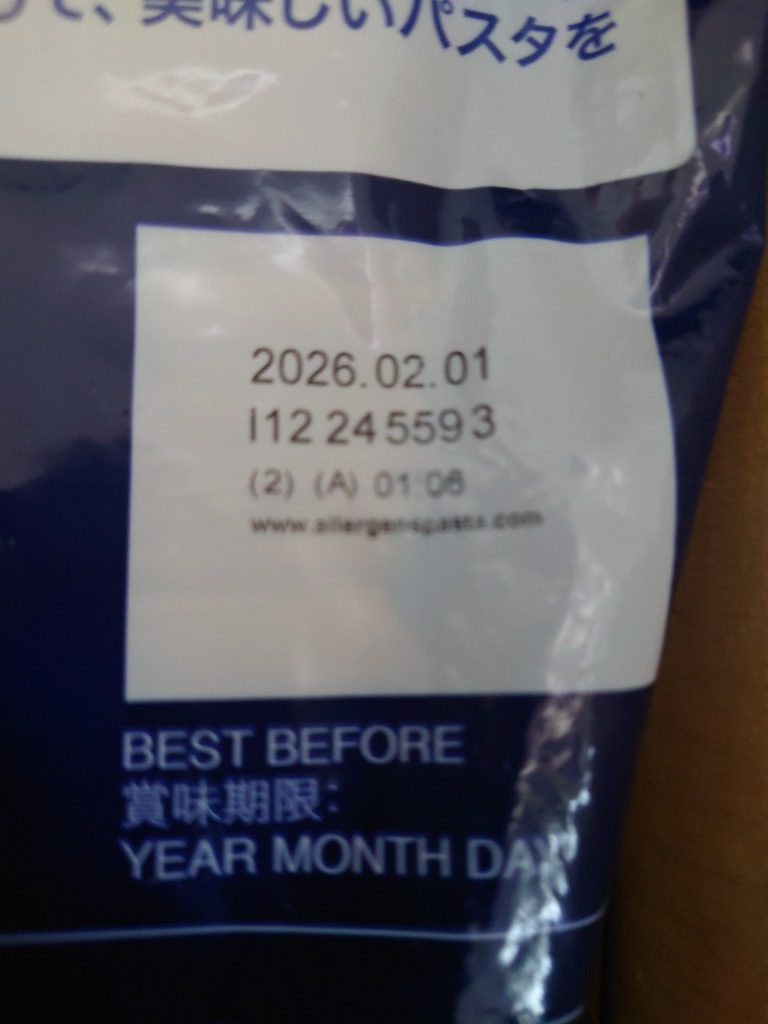 て、美味しいパスタを
2026.02.01
I12 245593
(2) (A) 01:06
BEST BEFORE
賞味期限:
YEAR MONTH DAY